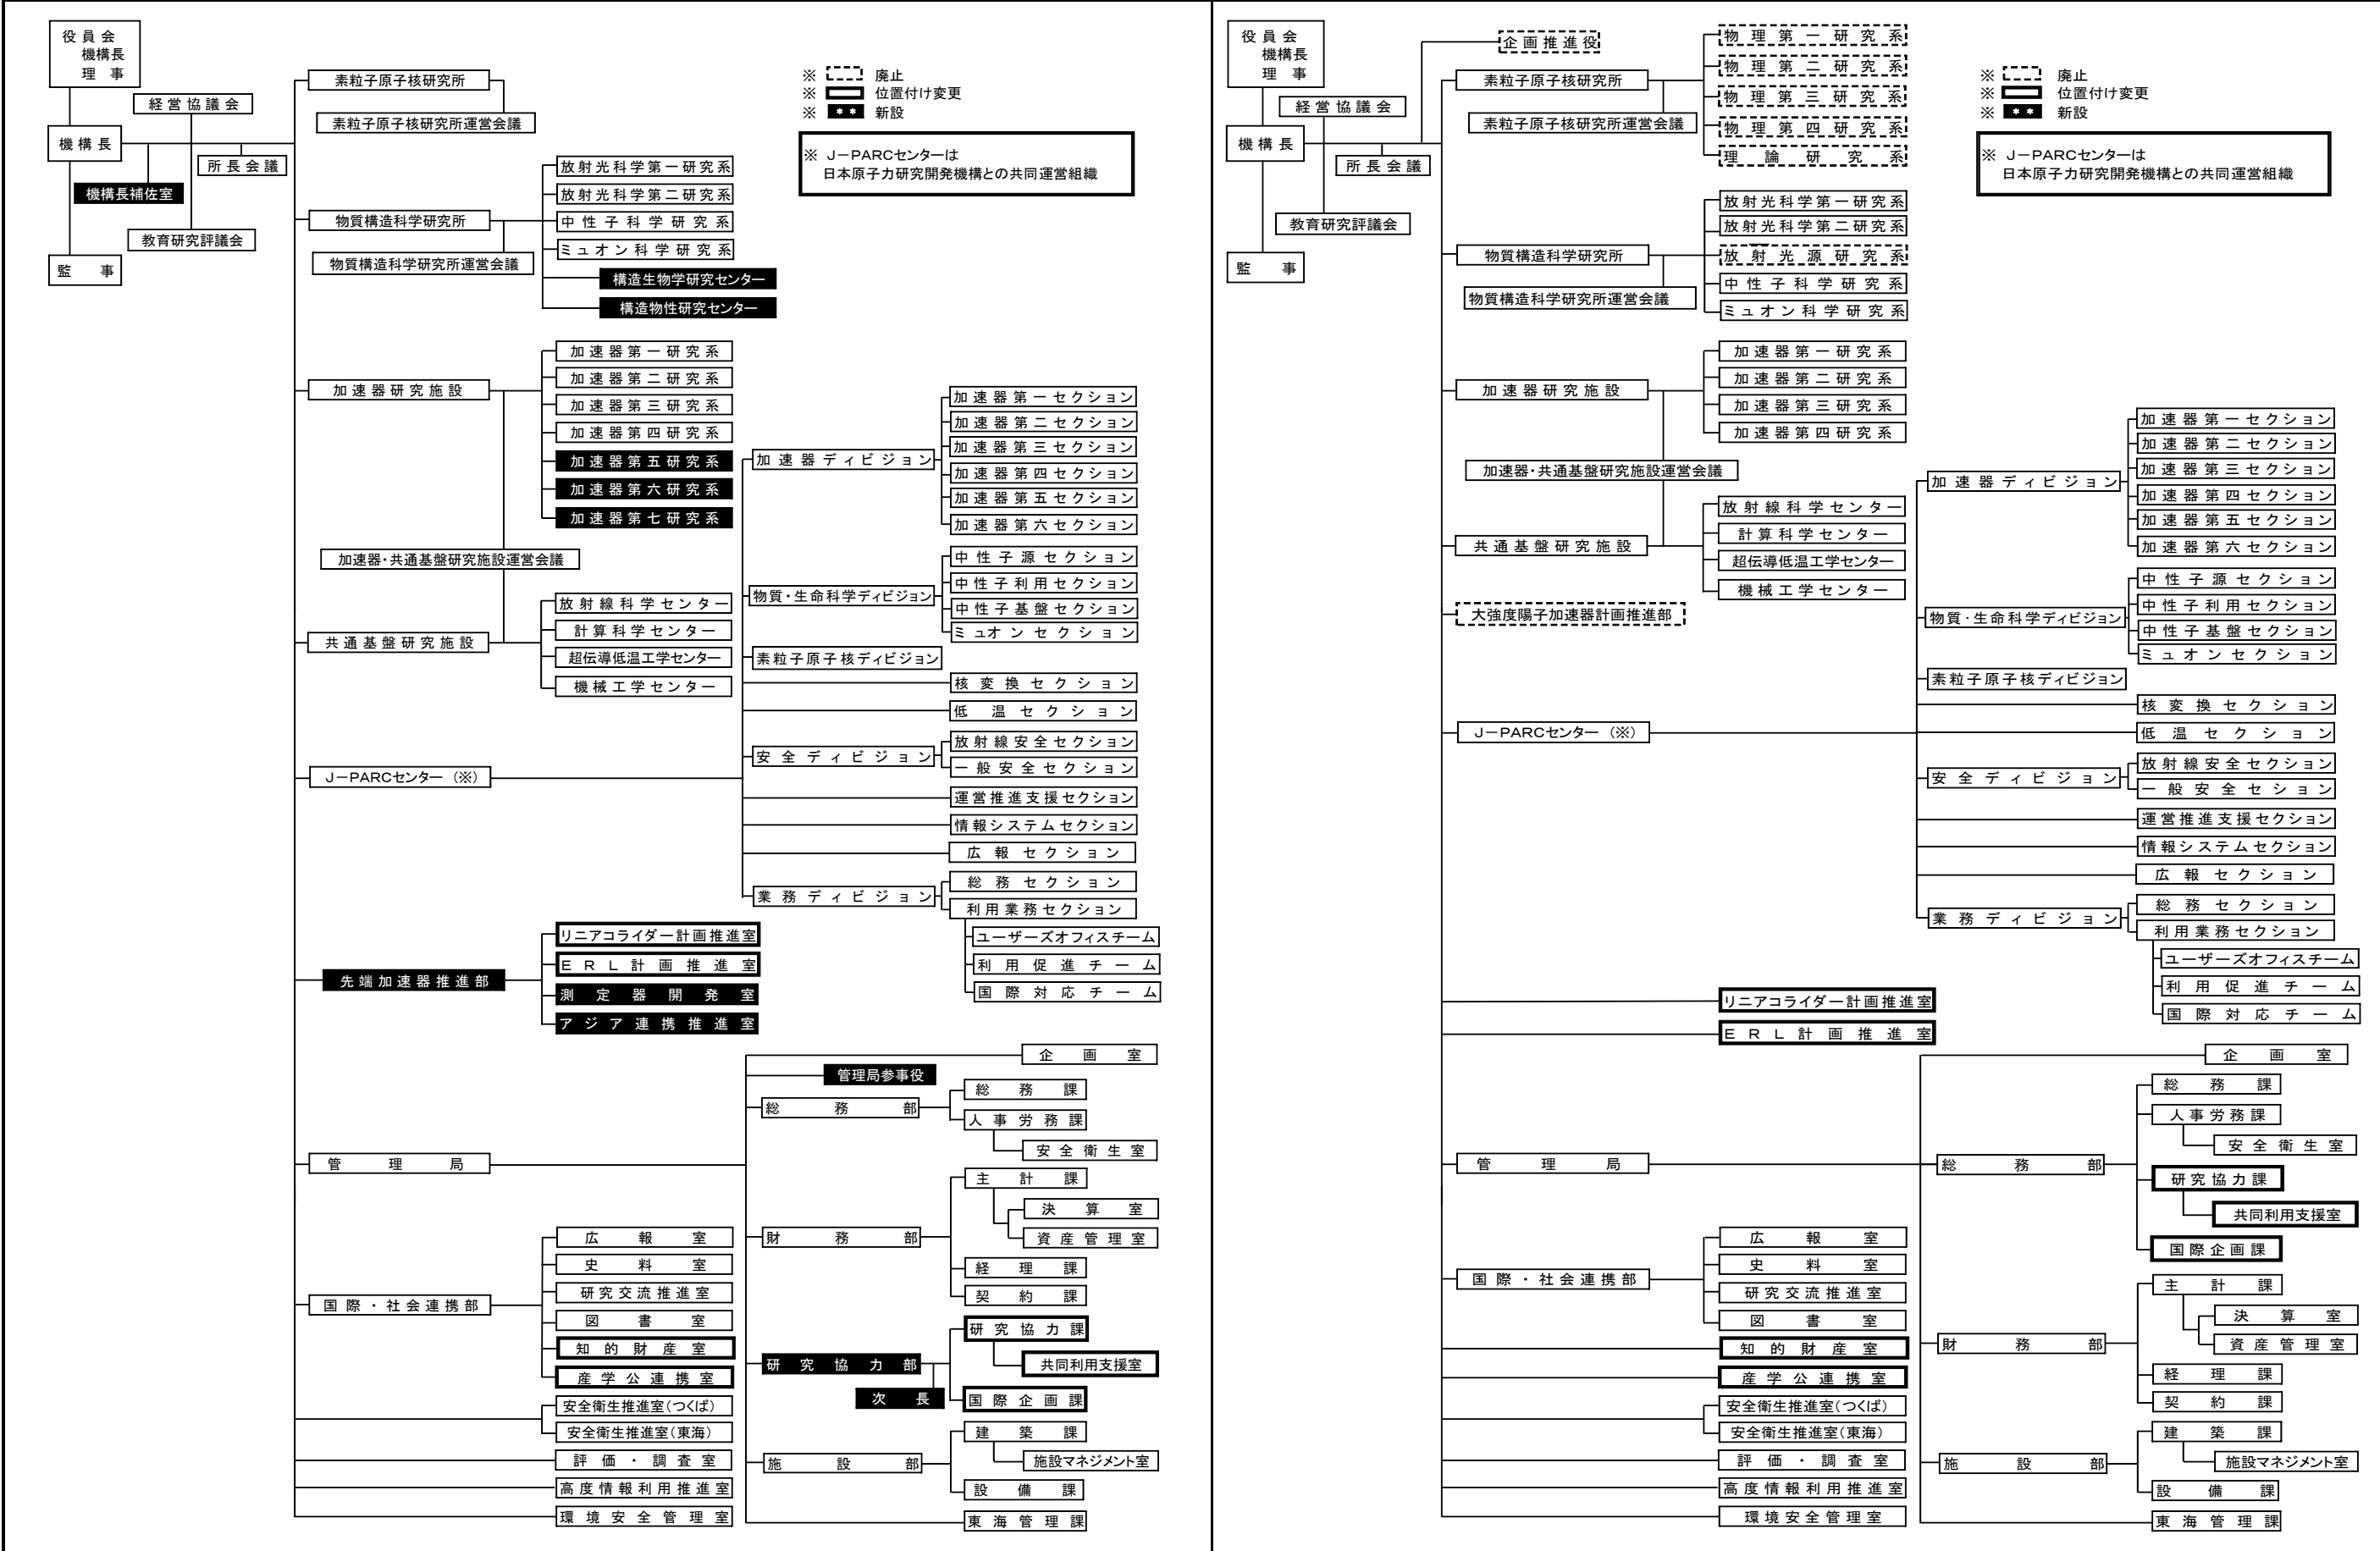 役員会
機構長
理事
経営協議会
機構長
所長会議
機構長補佐室
教育研究評議会
監事
素粒子原子核研究所
素粒子原子核研究所運営会議
※ 廃止
※ 位置付け変更
※ ** 新設
※ J-PARCセンターは
日本原子力研究開発機構との共同運営組織
物質構造科学研究所
物質構造科学研究所運営会議
放射光科学第一研究系
放射光科学第二研究系
中性子科学研究系
ミュオン科学研究系
構造生物学研究センター
構造物性研究センター
加速器研究施設
加速器第一研究系
加速器第二研究系
加速器第三研究系
加速器第四研究系
加速器第五研究系
加速器第六研究系
加速器第七研究系
加速器・共通基盤研究施設運営会議
共通基盤研究施設
放射線科学センター
計算科学センター
超伝導低温工学センター
機械工学センター
J-PARCセンター(※)
加速器ディビジョン
加速器第一セクション
加速器第二セクション
加速器第三セクション
加速器第四セクション
加速器第五セクション
加速器第六セクション
物質・生命科学ディビジョン
中性子源セクション
中性子利用セクション
中性子基盤セクション
ミュオンセクション
素粒子原子核ディビジョン
核変換セクション
低温セクション
安全ディビジョン
放射線安全セクション
一般安全セクション
運営推進支援セクション
情報システムセクション
広報セクション
業務ディビジョン
総務セクション
利用業務セクション
ユーザーズオフィスチーム
利用促進チーム
国際対応チーム
先端加速器推進部
リニアコライダー計画推進室
ERL計画推進室
測定器開発室
アジア連携推進室
管理局
企画室
管理局参事役
総務部
総務課
人事労務課
安全衛生室
財務部
主計課
決算室
資産管理室
経理課
契約課
研究協力部
次長
研究協力課
共同利用支援室
国際企画課
施設部
建築課
施設マネジメント室
設備課
東海管理課
国際・社会連携部
広報室
史料室
研究交流推進室
図書室
知的財産室
産学公連携室
安全衛生推進室(つくば)
安全衛生推進室(東海)
評価・調査室
高度情報利用推進室
環境安全管理室
役員会
機構長
理事
経営協議会
機構長
所長会議
教育研究評議会
監事
企画推進役
素粒子原子核研究所
素粒子原子核研究所運営会議
物理第一研究系
物理第二研究系
物理第三研究系
物理第四研究系
理論研究系
※ 廃止
※ 位置付け変更
※ ** 新設
※ J-PARCセンターは
日本原子力研究開発機構との共同運営組織
物質構造科学研究所
物質構造科学研究所運営会議
放射光科学第一研究系
放射光科学第二研究系
放射光源研究系
中性子科学研究系
ミュオン科学研究系
加速器研究施設
加速器第一研究系
加速器第二研究系
加速器第三研究系
加速器第四研究系
加速器・共通基盤研究施設運営会議
共通基盤研究施設
放射線科学センター
計算科学センター
超伝導低温工学センター
機械工学センター
大強度陽子加速器計画推進部
J-PARCセンター(※)
加速器ディビジョン
加速器第一セクション
加速器第二セクション
加速器第三セクション
加速器第四セクション
加速器第五セクション
加速器第六セクション
物質・生命科学ディビジョン
中性子源セクション
中性子利用セクション
中性子基盤セクション
ミュオンセクション
素粒子原子核ディビジョン
核変換セクション
低温セクション
安全ディビジョン
放射線安全セクション
一般安全セション
運営推進支援セクション
情報システムセクション
広報セクション
業務ディビジョン
総務セクション
利用業務セクション
ユーザーズオフィスチーム
利用促進チーム
国際対応チーム
リニアコライダー計画推進室
ERL計画推進室
管理局
企画室
総務部
総務課
人事労務課
安全衛生室
研究協力課
共同利用支援室
国際企画課
財務部
主計課
決算室
資産管理室
経理課
契約課
施設部
建築課
施設マネジメント室
設備課
東海管理課
国際・社会連携部
広報室
史料室
研究交流推進室
図書室
知的財産室
産学公連携室
安全衛生推進室(つくば)
安全衛生推進室(東海)
評価・調査室
高度情報利用推進室
環境安全管理室